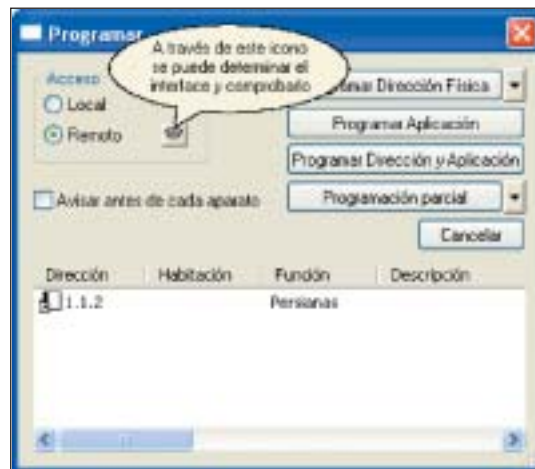 Programar
A través de este icono
se puede determinar el
interface y comprobarlo
Acceso
Local
Remoto
Dirección Física
Programar Aplicación
Programar Dirección y Aplicación
Avisar antes de cada aparato
Programación parcial
Cancelar
Dirección Habitación Función Descripción
1.1.2 Persianas